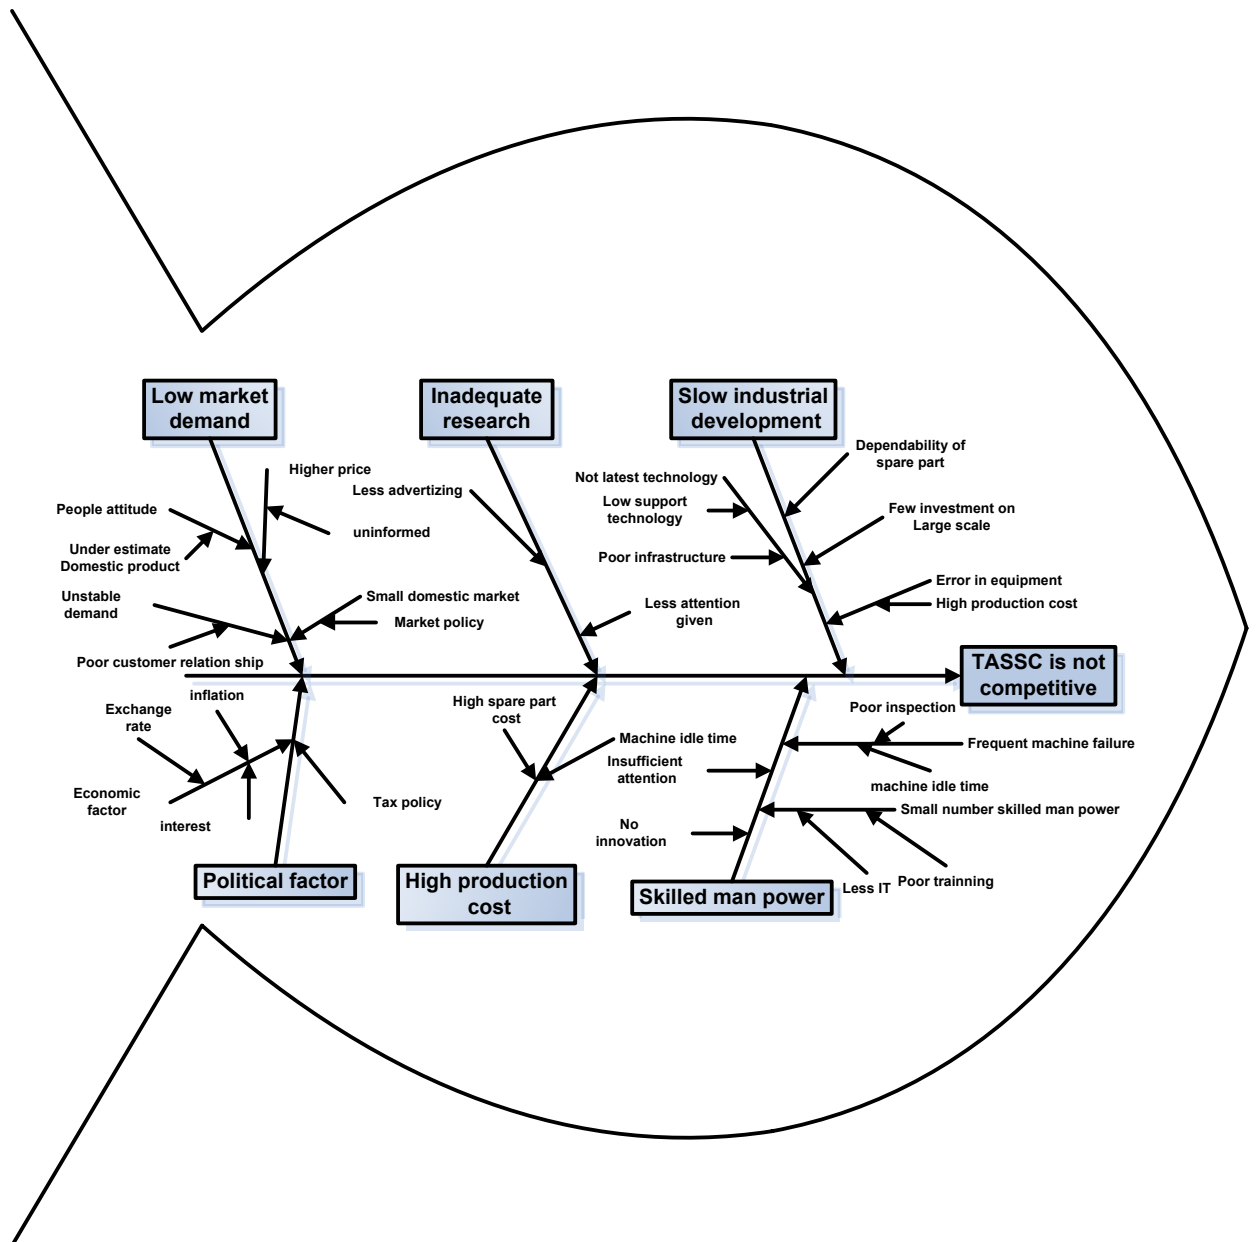 Low market
demand
Inadequate
research
Slow industrial
development
Higher price
People attitude
uninformed
Under estimate
Domestic product
Unstable
demand
Small domestic market
Market policy
Poor customer relation ship
Less advertizing
Less attention
given
Not latest technology
Low support
technology
Poor infrastructure
Dependability of
spare part
Few investment on
Large scale
Error in equipment
High production cost
TASSC is not
competitive
inflation
Exchange
rate
Economic
factor
interest
Tax policy
Political factor
High spare part
cost
Machine idle time
High production
cost
Insufficient
attention
No
innovation
Poor inspection
Frequent machine failure
machine idle time
Small number skilled man power
Less IT
Poor trainning
Skilled man power